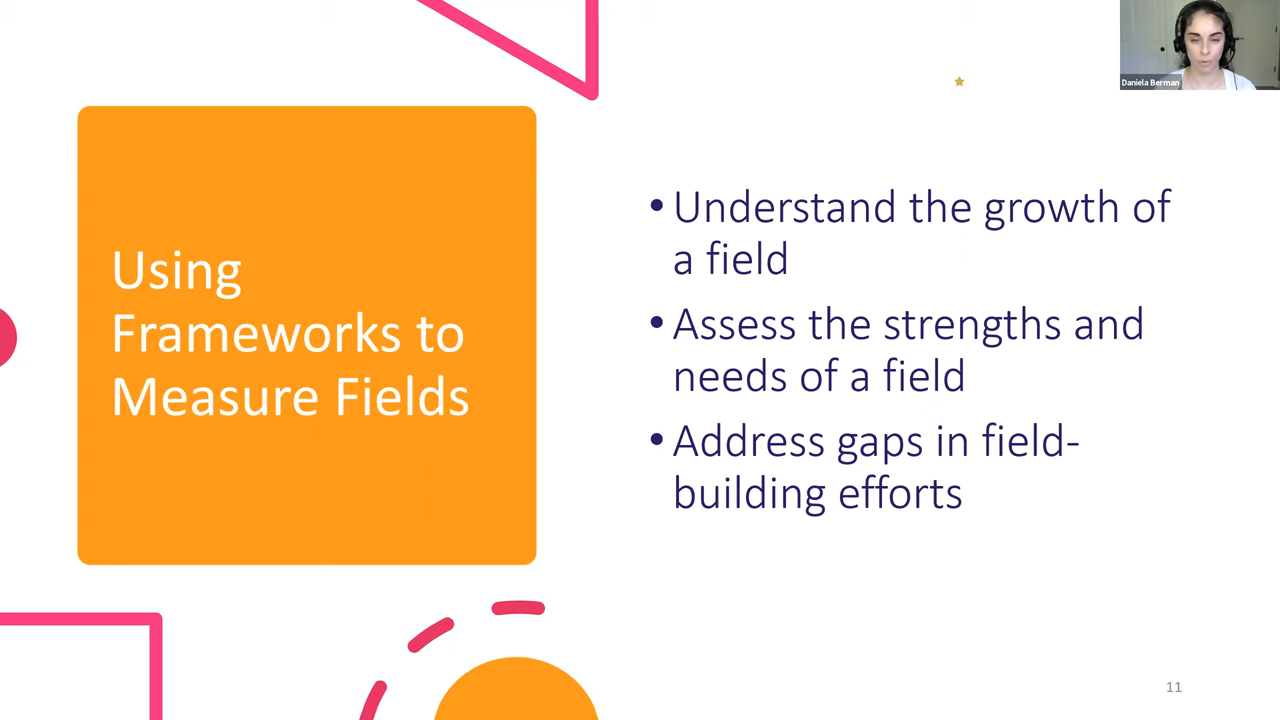 Daniela Berman
Using
Frameworks to
Measure Fields
• Understand the growth of
a field
• Assess the strengths and
needs of a field
• Address gaps in field-
building efforts
11